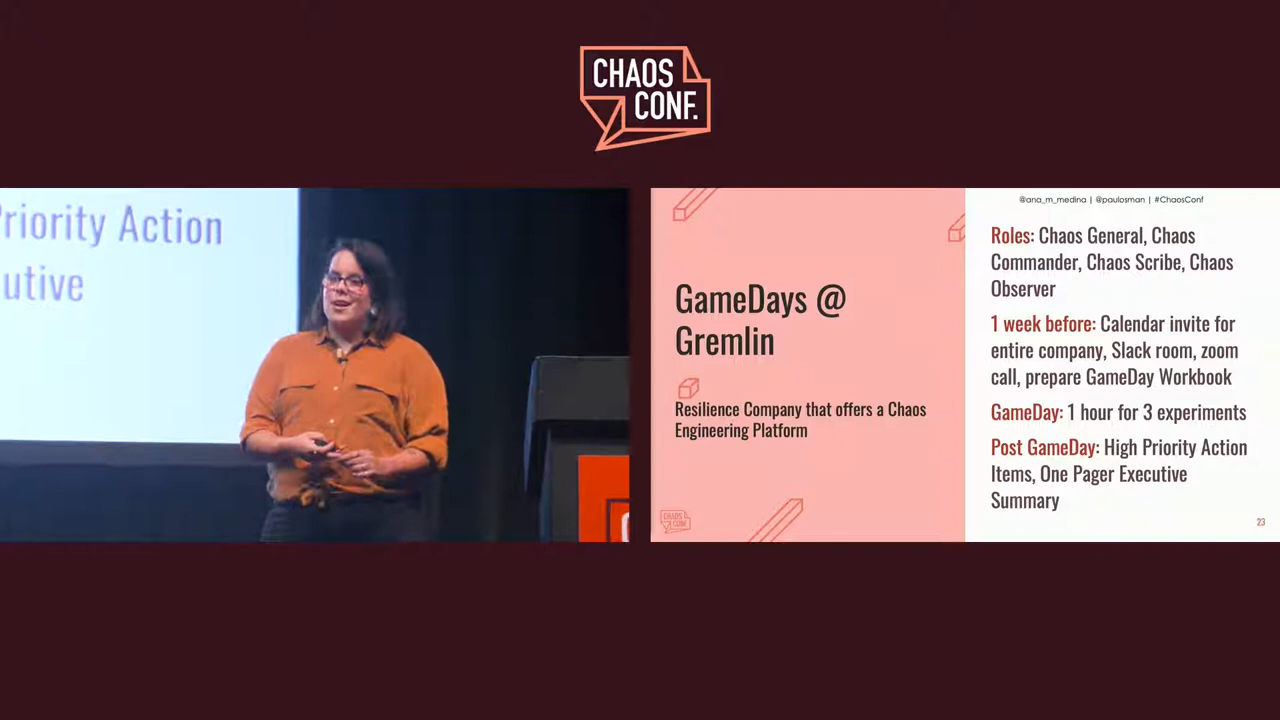 CHAOS
CONF.
Priority Action
utive
GameDays @
Gremlin
Resilience Company that offers a Chaos
Engineering Platform
CHAOS
CONF
@ana_m_medina | @paulosman | #ChaosConf
Roles: Chaos General, Chaos
Commander, Chaos Scribe, Chaos
Observer
1 week before: Calendar invite for
entire company, Slack room, zoom
call, prepare GameDay Workbook
GameDay: 1 hour for 3 experiments
Post GameDay: High Priority Action
Items, One Pager Executive
Summary
23